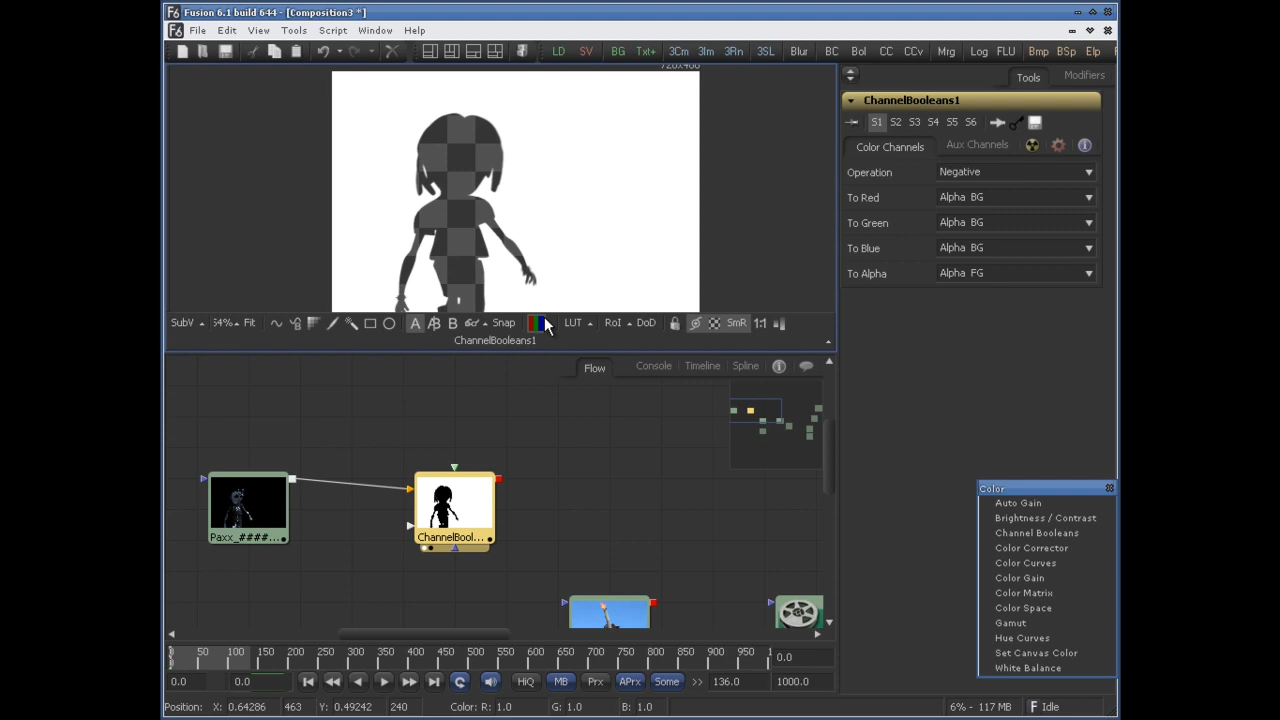 Fusion 6.1 build 644 - [Composition3 *]
File Edit View Tools Script Window Help
LD SV BG Txt+ 3Cm 3Im 3Rn 3SL Blur BC Bol CC CCv Mrg Log FLU Bmp BSp Elp
Tools Modifiers
ChannelBooleans1
S1 S2 S3 S4 S5 S6
Color Channels Aux Channels
Operation Negative
To Red Alpha BG
To Green Alpha BG
To Blue Alpha BG
To Alpha Alpha FG
SubV Fit A B Snap LUT RoI DoD SmR 1:1
ChannelBooleans1
Flow Console Timeline Spline
Paxx_####...
ChannelBool...
Color
Auto Gain
Brightness / Contrast
Channel Booleans
Color Corrector
Color Curves
Color Gain
Color Matrix
Color Space
Gamut
Hue Curves
Set Canvas Color
White Balance
50 100 150 200 250 300 350 400 450 500 550 600 650 700 750 800 850 900 950 0.0
0.0 0.0 HiQ MB Prx APrx Some 136.0 1000.0
Position: X: 0.64286 463 Y: 0.49242 240 Color: R: 1.0 G: 1.0 B: 1.0 6% - 117 MB Idle